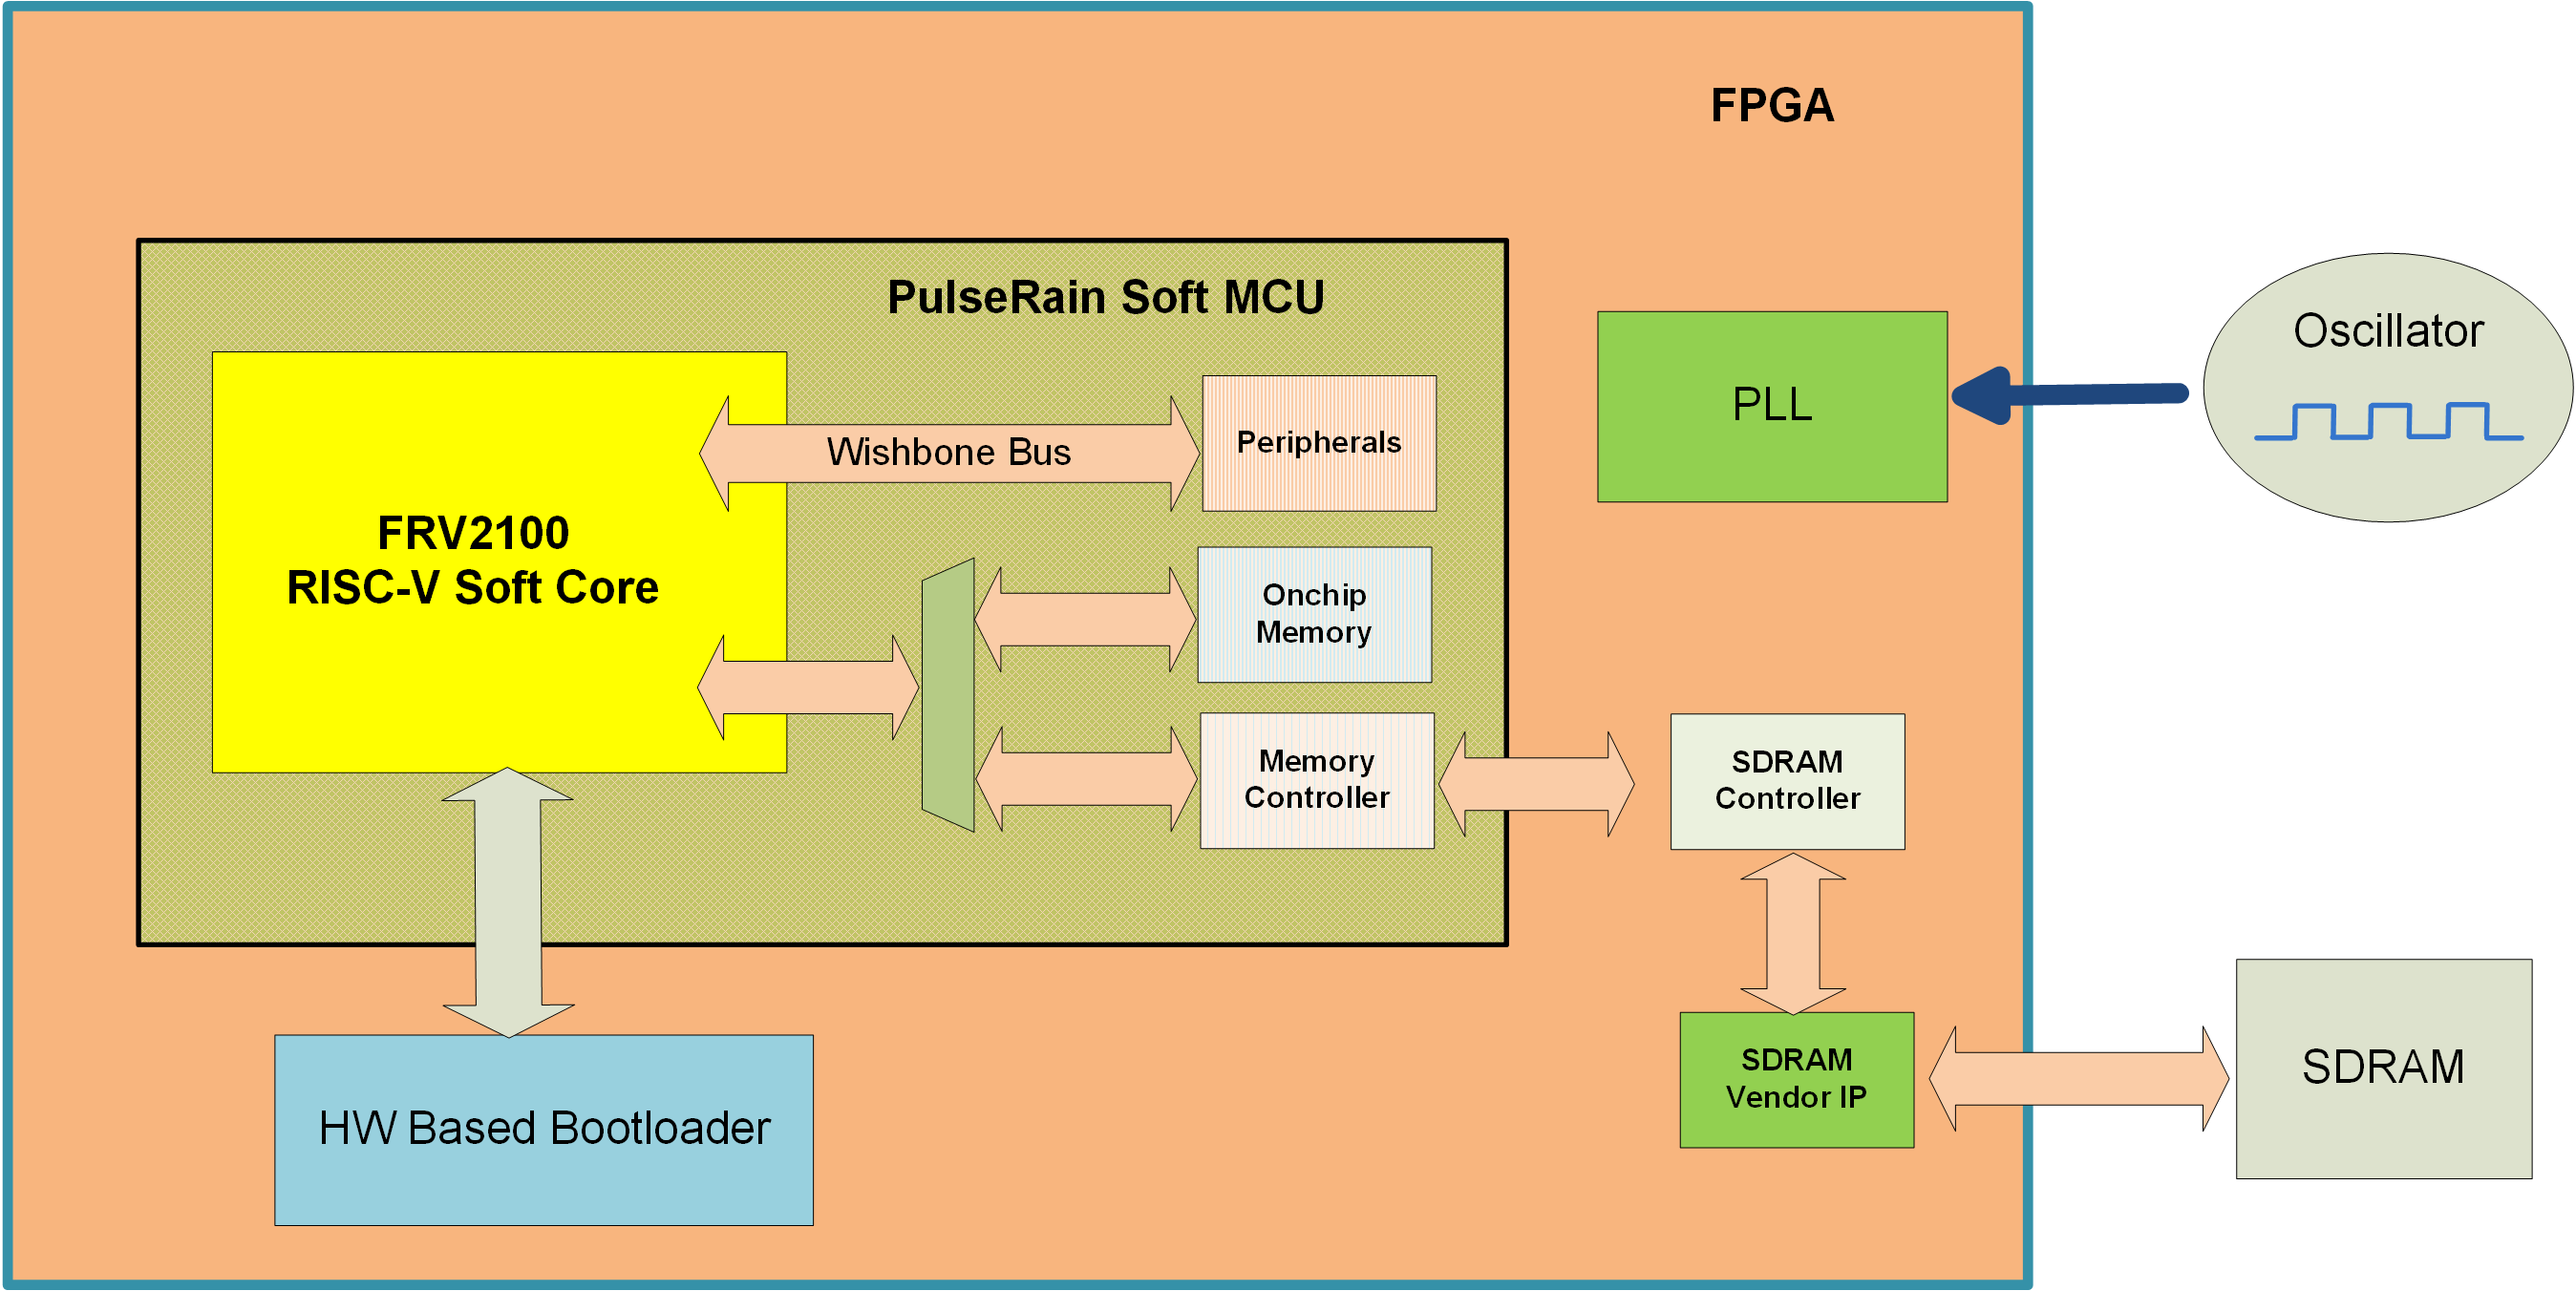 FPGA
PulseRain Soft MCU
Oscillator
PLL
Peripherals
Wishbone Bus
FRV2100
RISC-V Soft Core
Onchip
Memory
Memory
Controller
SDRAM
Controller
SDRAM
Vendor IP
SDRAM
HW Based Bootloader